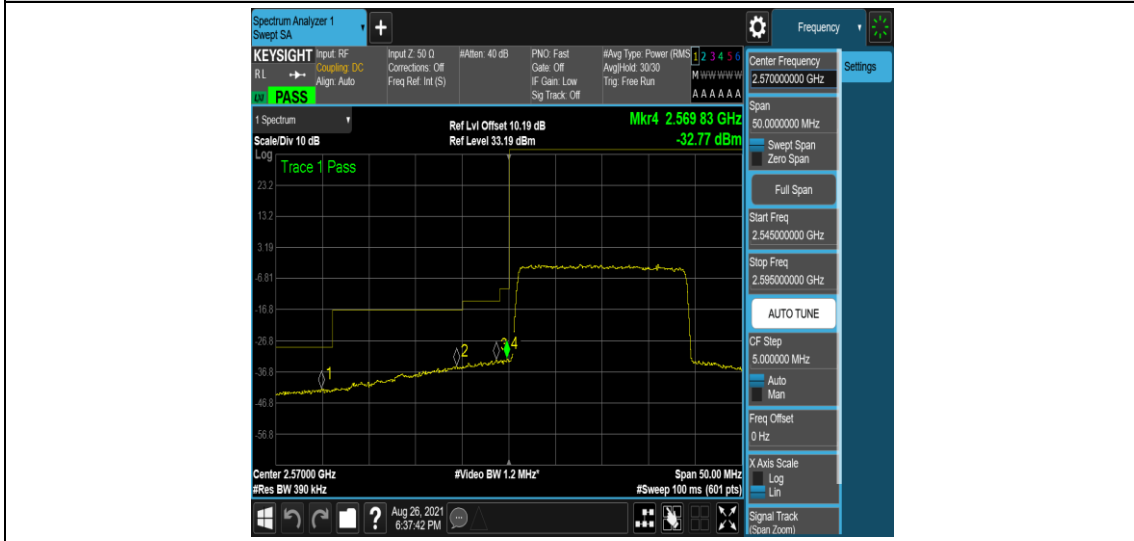 Spectrum Analyzer 1
Swept SA
+
Frequency
KEYSIGHT
RL
PASS
Input: RF
Coupling: DC
Align: Auto
Input Z: 50 Ω
Corrections: Off
Freq Ref: Int (S)
#Atten: 40 dB
PNO: Fast
Gate: Off
IF Gain: Low
Sig Track: Off
#Avg Type: Power (RMS
Avg|Hold: 30/30
Trig: Free Run
1 2 3 4 5 6
M W W W W W
A A A A A A
1 Spectrum
Scale/Div 10 dB
Ref Lvl Offset 10.19 dB
Ref Level 33.19 dBm
Mkr4 2.569 83 GHz
-32.77 dBm
Log
Trace 1 Pass
23.2
13.2
3.19
-6.81
-16.8
-26.8
-36.8
-46.8
-56.8
1
2
3
4
Center 2.57000 GHz
#Res BW 390 kHz
#Video BW 1.2 MHz*
Span 50.00 MHz
#Sweep 100 ms (601 pts)
Center Frequency
2.570000000 GHz
Settings
Span
50.0000000 MHz
Swept Span
Zero Span
Full Span
Start Freq
2.545000000 GHz
Stop Freq
2.595000000 GHz
AUTO TUNE
CF Step
5.000000 MHz
Auto
Man
Freq Offset
0 Hz
X Axis Scale
Log
Lin
Signal Track
(Span Zoom)
?
Aug 26, 2021
6:37:42 PM